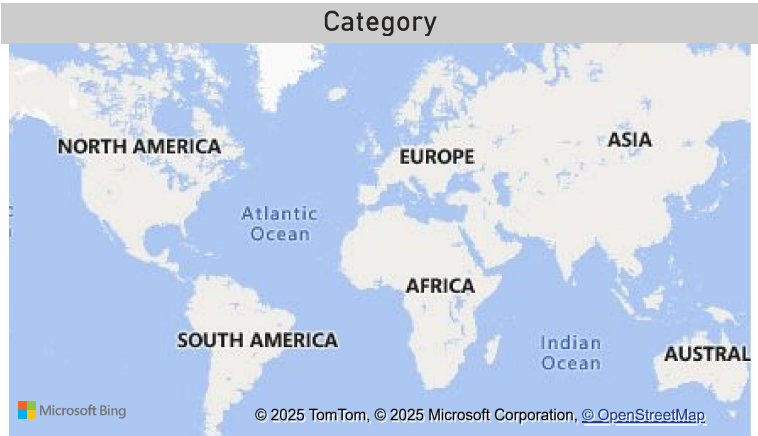 Category
NORTH AMERICA
EUROPE
ASIA
Atlantic
Ocean
AFRICA
SOUTH AMERICA
Indian
Ocean
AUSTRAL
Microsoft Bing
© 2025 TomTom, © 2025 Microsoft Corporation, © OpenStreetMap